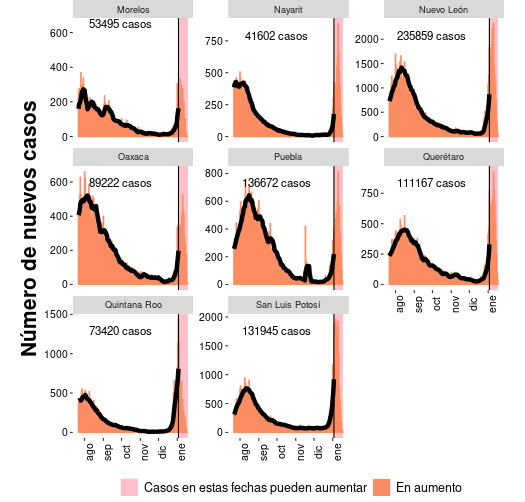 Número de nuevos casos
Morelos
53495 casos
600
400
200
0
Nayarit
41602 casos
750
500
250
0
Nuevo León
235859 casos
2000
1500
1000
500
0
Oaxaca
89222 casos
600
400
200
0
Puebla
136672 casos
800
600
400
200
0
Querétaro
111167 casos
750
500
250
0
ago
sep
oct
nov
dic
ene
Quintana Roo
73420 casos
1500
1000
500
0
ago
sep
oct
nov
dic
ene
San Luis Potosí
131945 casos
2000
1500
1000
500
0
ago
sep
oct
nov
dic
ene
Casos en estas fechas pueden aumentar
En aumento